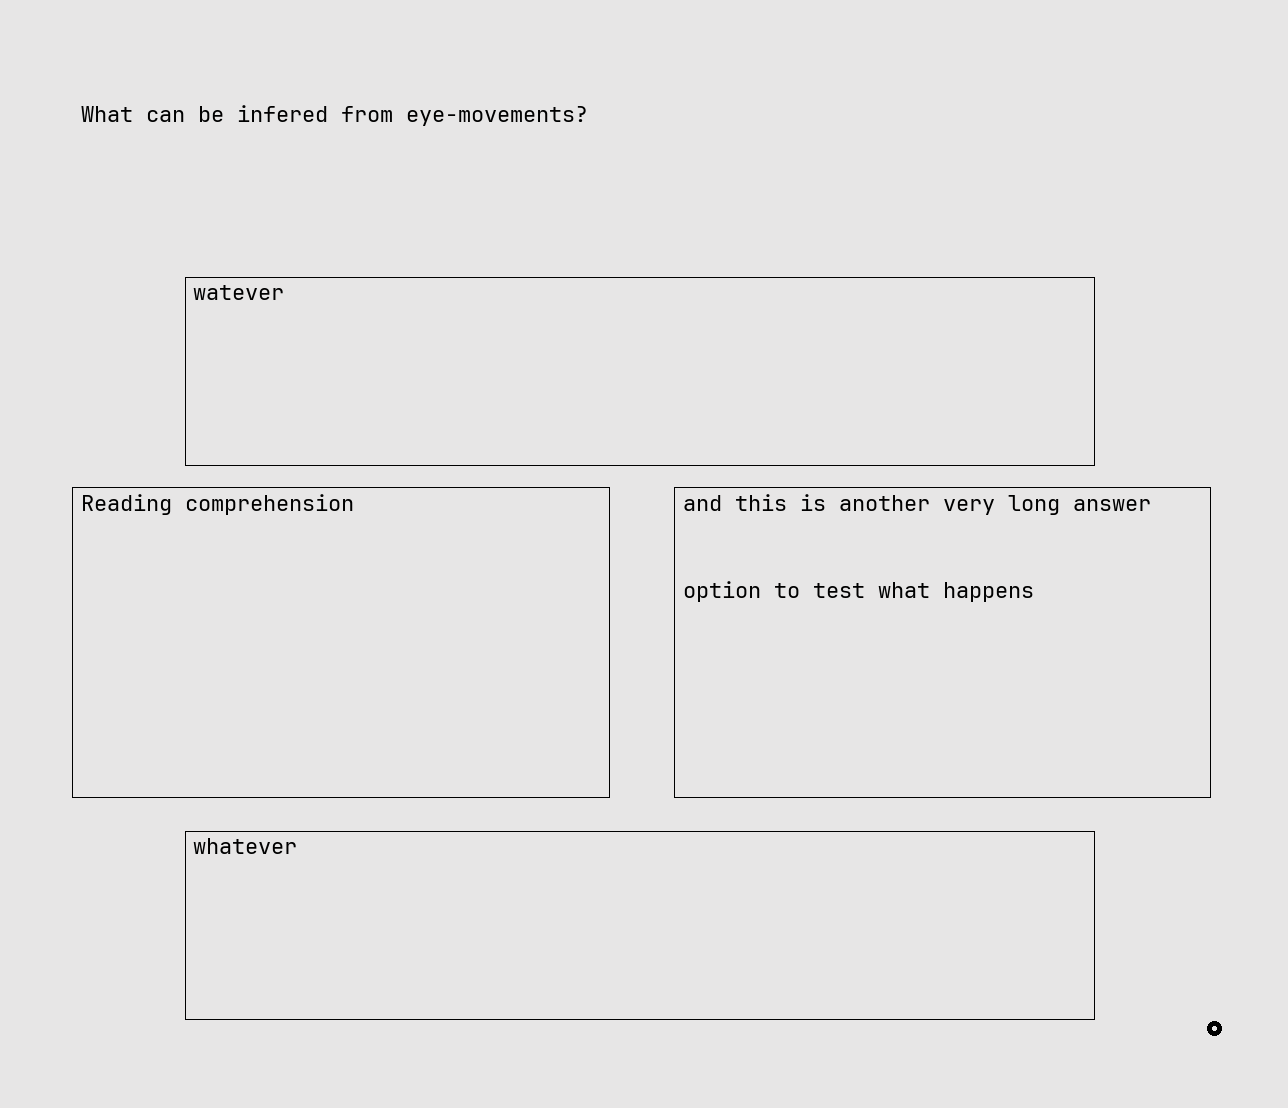 What can be infered from eye-movements?
watever
Reading comprehension
and this is another very long answer
option to test what happens
whatever